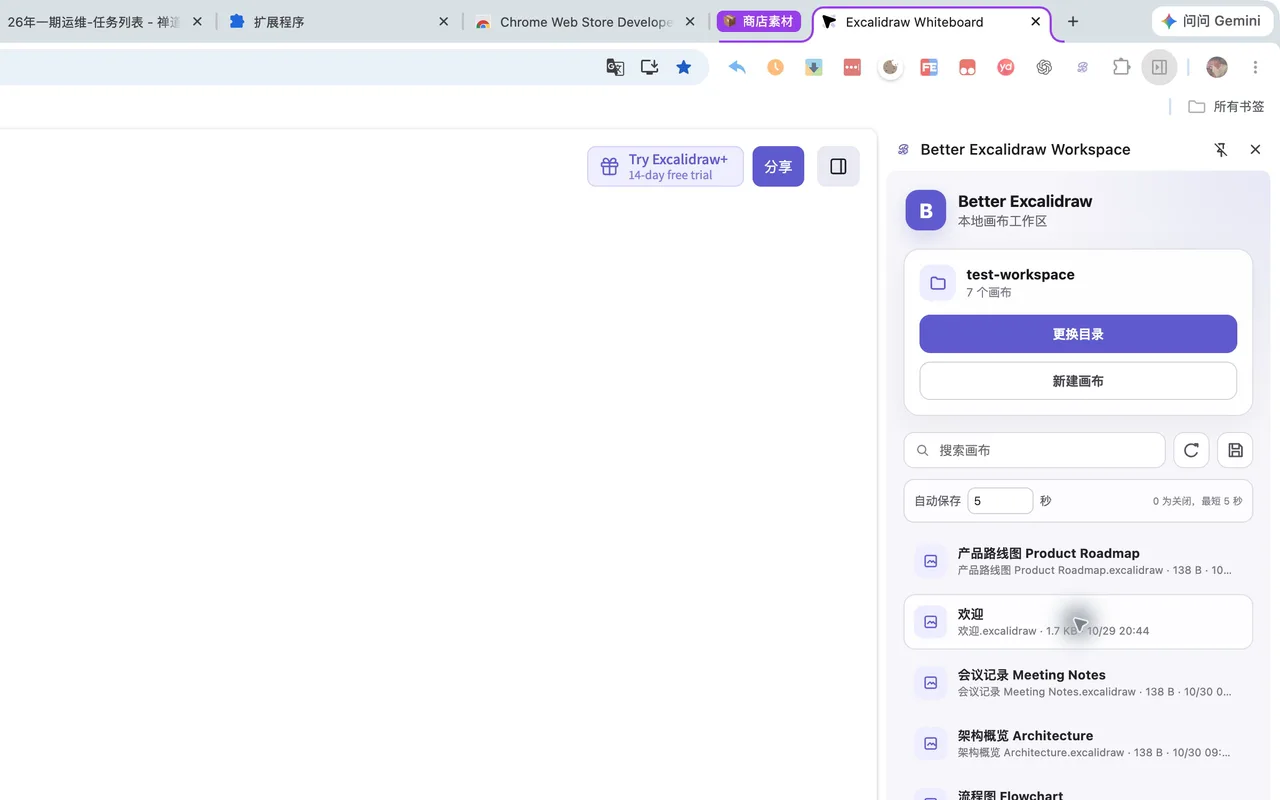 26年一期运维-任务列表 - 禅道
扩展程序
Chrome Web Store Develope
商店素材
Excalidraw Whiteboard
问问 Gemini
所有书签
Try Excalidraw+
14-day free trial
分享
Better Excalidraw Workspace
B
Better Excalidraw
本地画布工作区
test-workspace
7 个画布
更换目录
新建画布
搜索画布
自动保存 5 秒
0 为关闭，最短 5 秒
产品路线图 Product Roadmap
产品路线图 Product Roadmap.excalidraw · 138 B · 10...
欢迎
欢迎.excalidraw · 1.7 KB · 10/29 20:44
会议记录 Meeting Notes
会议记录 Meeting Notes.excalidraw · 138 B · 10/30 0...
架构概览 Architecture
架构概览 Architecture.excalidraw · 138 B · 10/30 09:...
流程图 Flowchart